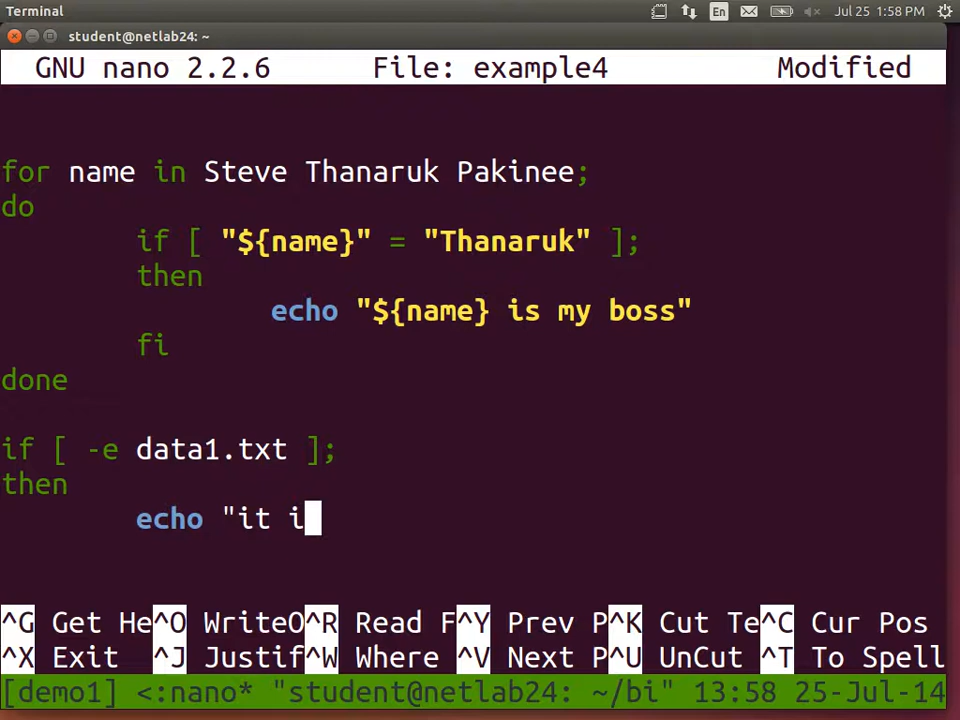 Terminal
En
Jul 25 1:58 PM
student@netlab24: ~
GNU nano 2.2.6 File: example4 Modified
for name in Steve Thanaruk Pakinee;
do
if [ "${name}" = "Thanaruk" ];
then
echo "${name} is my boss"
fi
done
if [ -e data1.txt ];
then
echo "it i
^G Get He^O WriteO^R Read F^Y Prev P^K Cut Te^C Cur Pos
^X Exit ^J Justif^W Where ^V Next P^U UnCut ^T To Spell
[demo1] <:nano* "student@netlab24: ~/bi" 13:58 25-Jul-14